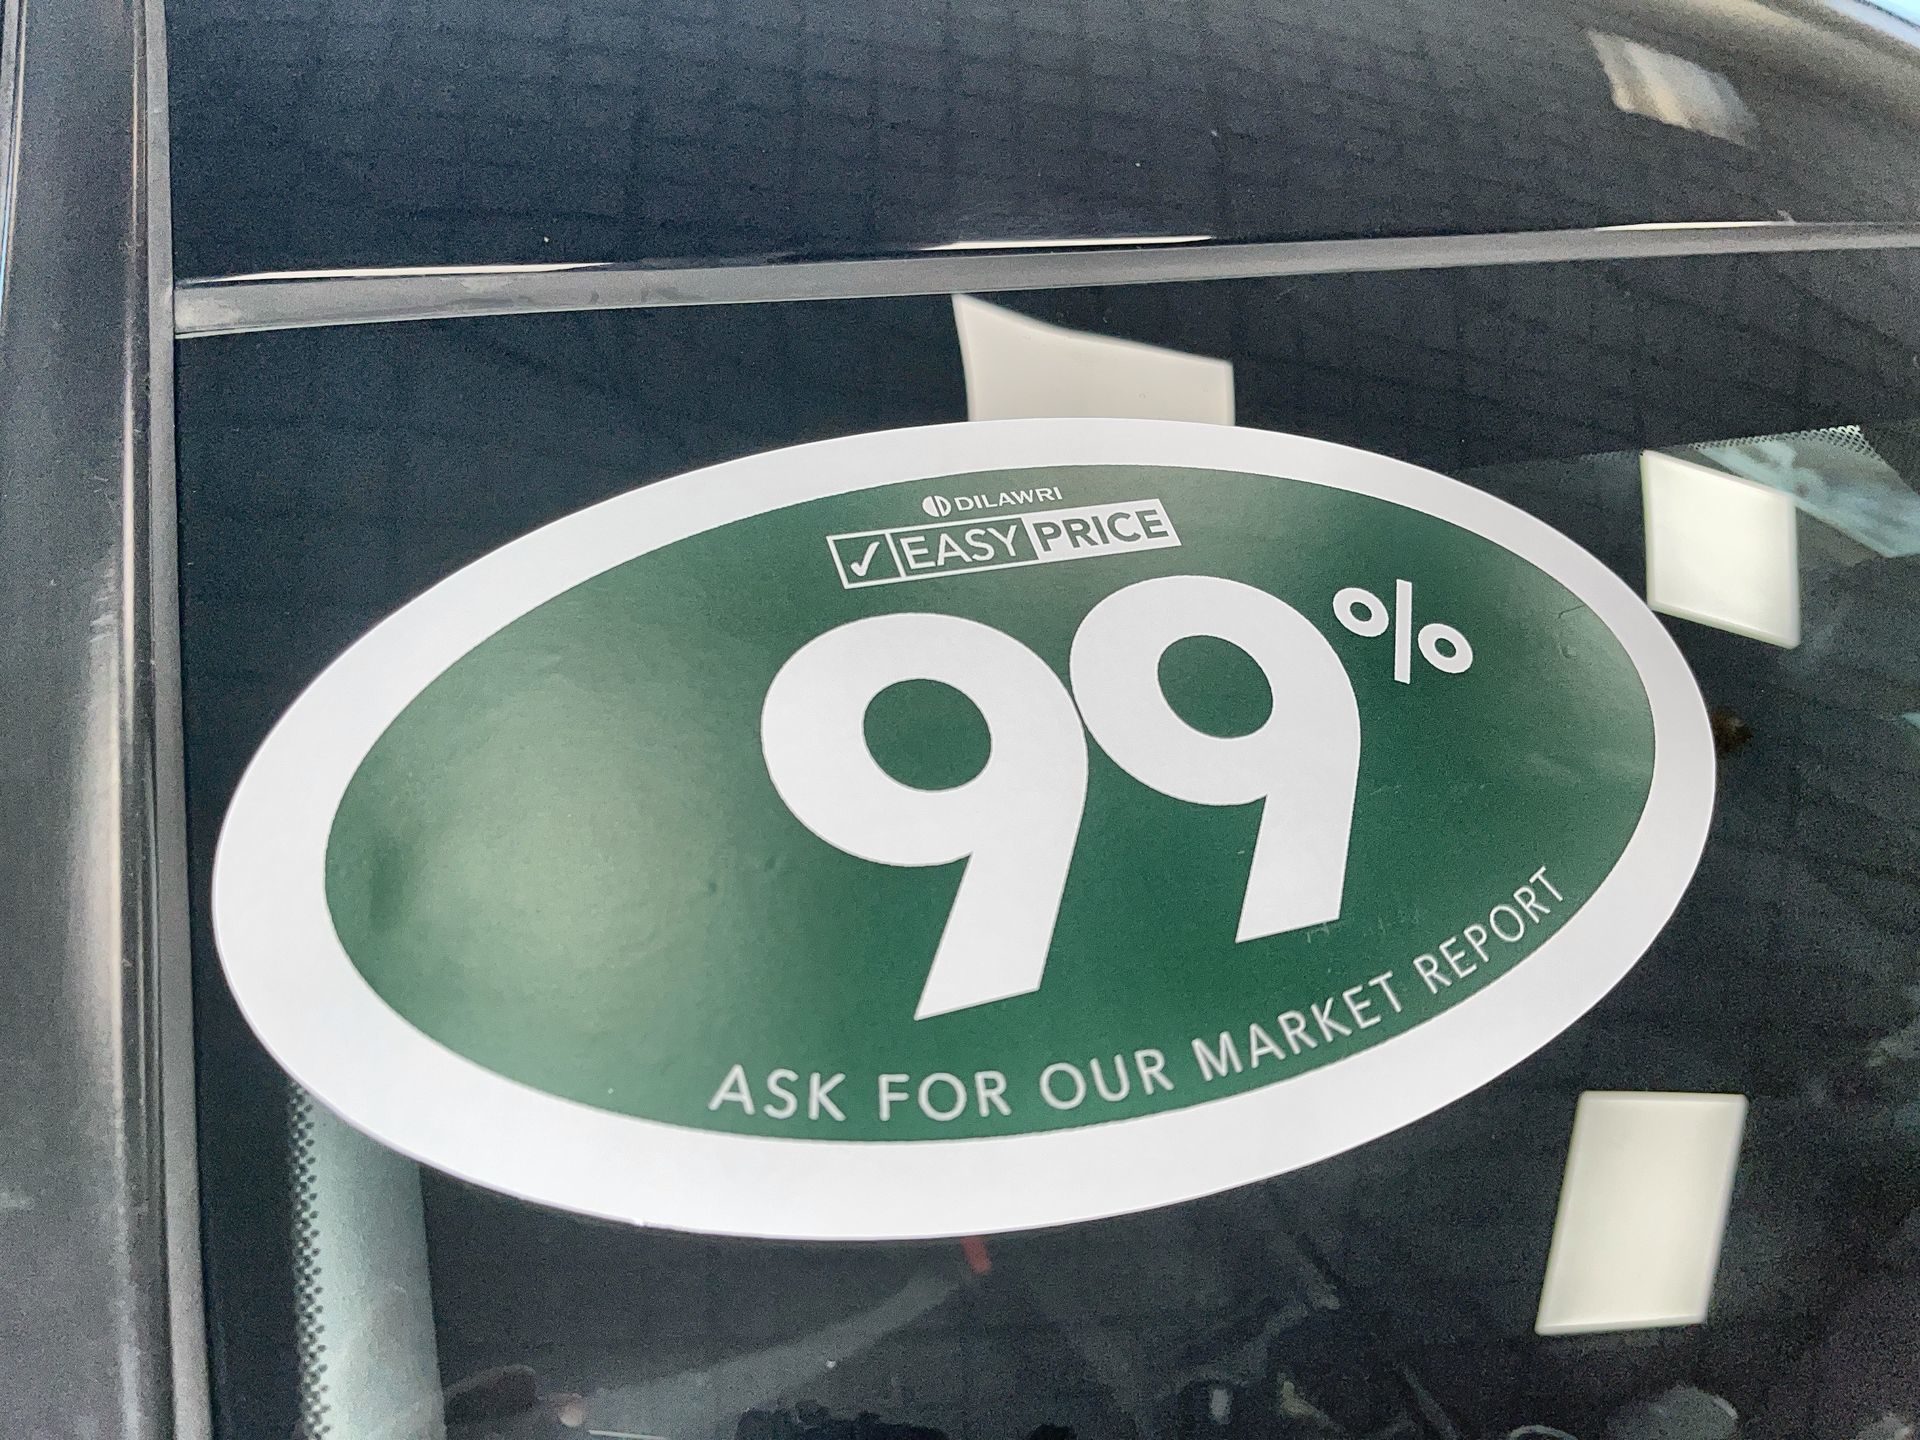 DILAWRI
✓ EASY PRICE
99%
ASK FOR OUR MARKET REPORT